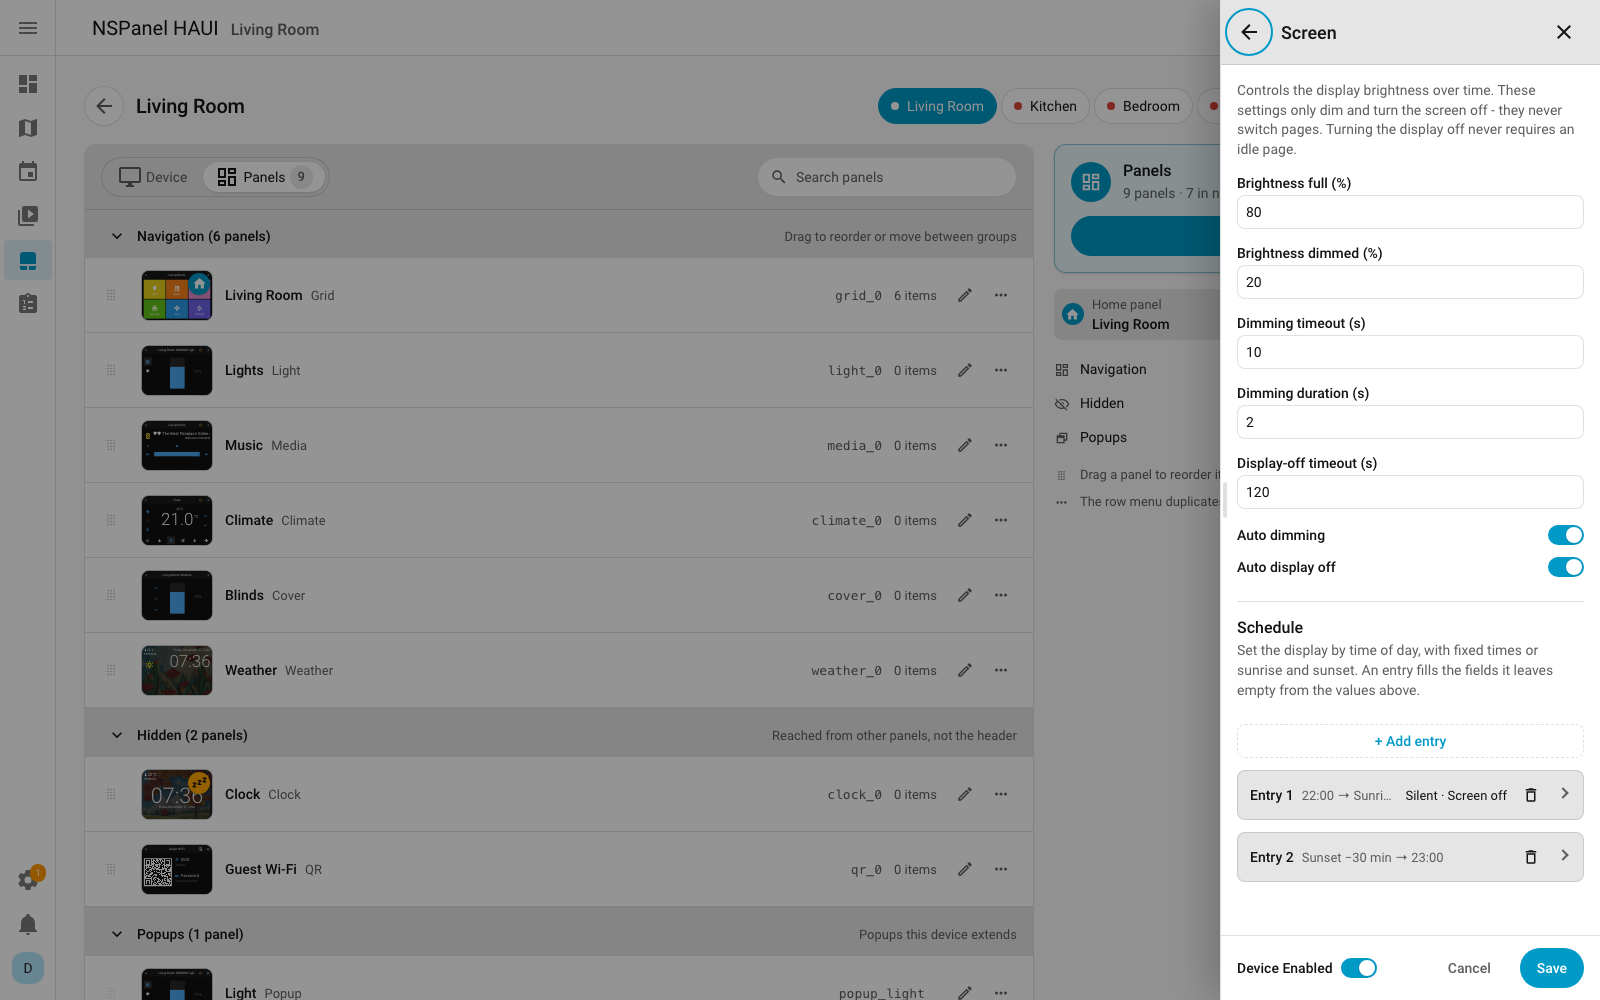 NSPanel HAUI Living Room
Living Room
Living Room
Kitchen
Bedroom
Device
Panels 9
Search panels
Navigation (6 panels)
Drag to reorder or move between groups
Living Room Grid
grid_0 6 items
Lights Light
light_0 0 items
Music Media
media_0 0 items
21.0
Climate Climate
climate_0 0 items
Blinds Cover
cover_0 0 items
07:36
Weather Weather
weather_0 0 items
Hidden (2 panels)
Reached from other panels, not the header
07:36
zzz
Clock Clock
clock_0 0 items
Guest Wi-Fi QR
qr_0 0 items
Popups (1 panel)
Popups this device extends
Light Popup
popup_light
Panels
9 panels · 7 in n
Home panel
Living Room
Navigation
Hidden
Popups
Drag a panel to reorder i
The row menu duplicate
1
D
Screen
Controls the display brightness over time. These
settings only dim and turn the screen off - they never
switch pages. Turning the display off never requires an
idle page.
Brightness full (%)
80
Brightness dimmed (%)
20
Dimming timeout (s)
10
Dimming duration (s)
2
Display-off timeout (s)
120
Auto dimming
Auto display off
Schedule
Set the display by time of day, with fixed times or
sunrise and sunset. An entry fills the fields it leaves
empty from the values above.
+ Add entry
Entry 1 22:00 → Sunri... Silent · Screen off
Entry 2 Sunset −30 min → 23:00
Device Enabled
Cancel
Save